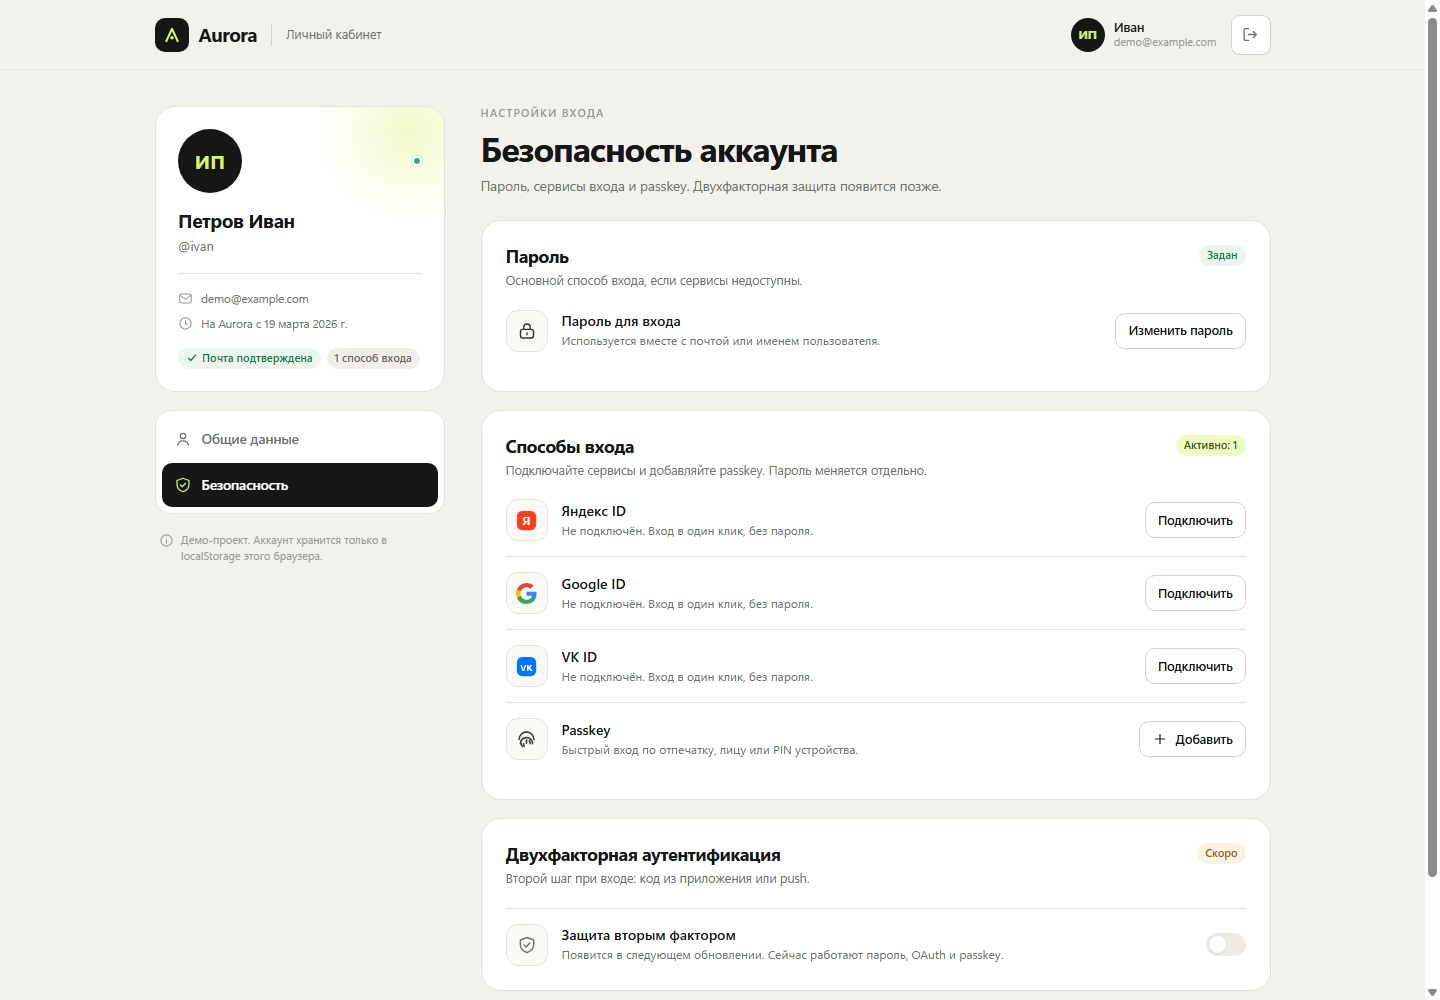 Aurora
Личный кабинет
ИП
Иван
demo@example.com
ИП
Петров Иван
@ivan
demo@example.com
На Aurora с 19 марта 2026 г.
Почта подтверждена
1 способ входа
Общие данные
Безопасность
Демо-проект. Аккаунт хранится только в
localStorage этого браузера.
НАСТРОЙКИ ВХОДА
Безопасность аккаунта
Пароль, сервисы входа и passkey. Двухфакторная защита появится позже.
Пароль
Задан
Основной способ входа, если сервисы недоступны.
Пароль для входа
Используется вместе с почтой или именем пользователя.
Изменить пароль
Способы входа
Активно: 1
Подключайте сервисы и добавляйте passkey. Пароль меняется отдельно.
Я
Яндекс ID
Не подключён. Вход в один клик, без пароля.
Подключить
Google ID
Не подключён. Вход в один клик, без пароля.
Подключить
VK
VK ID
Не подключён. Вход в один клик, без пароля.
Подключить
Passkey
Быстрый вход по отпечатку, лицу или PIN устройства.
Добавить
Двухфакторная аутентификация
Скоро
Второй шаг при входе: код из приложения или push.
Защита вторым фактором
Появится в следующем обновлении. Сейчас работают пароль, OAuth и passkey.